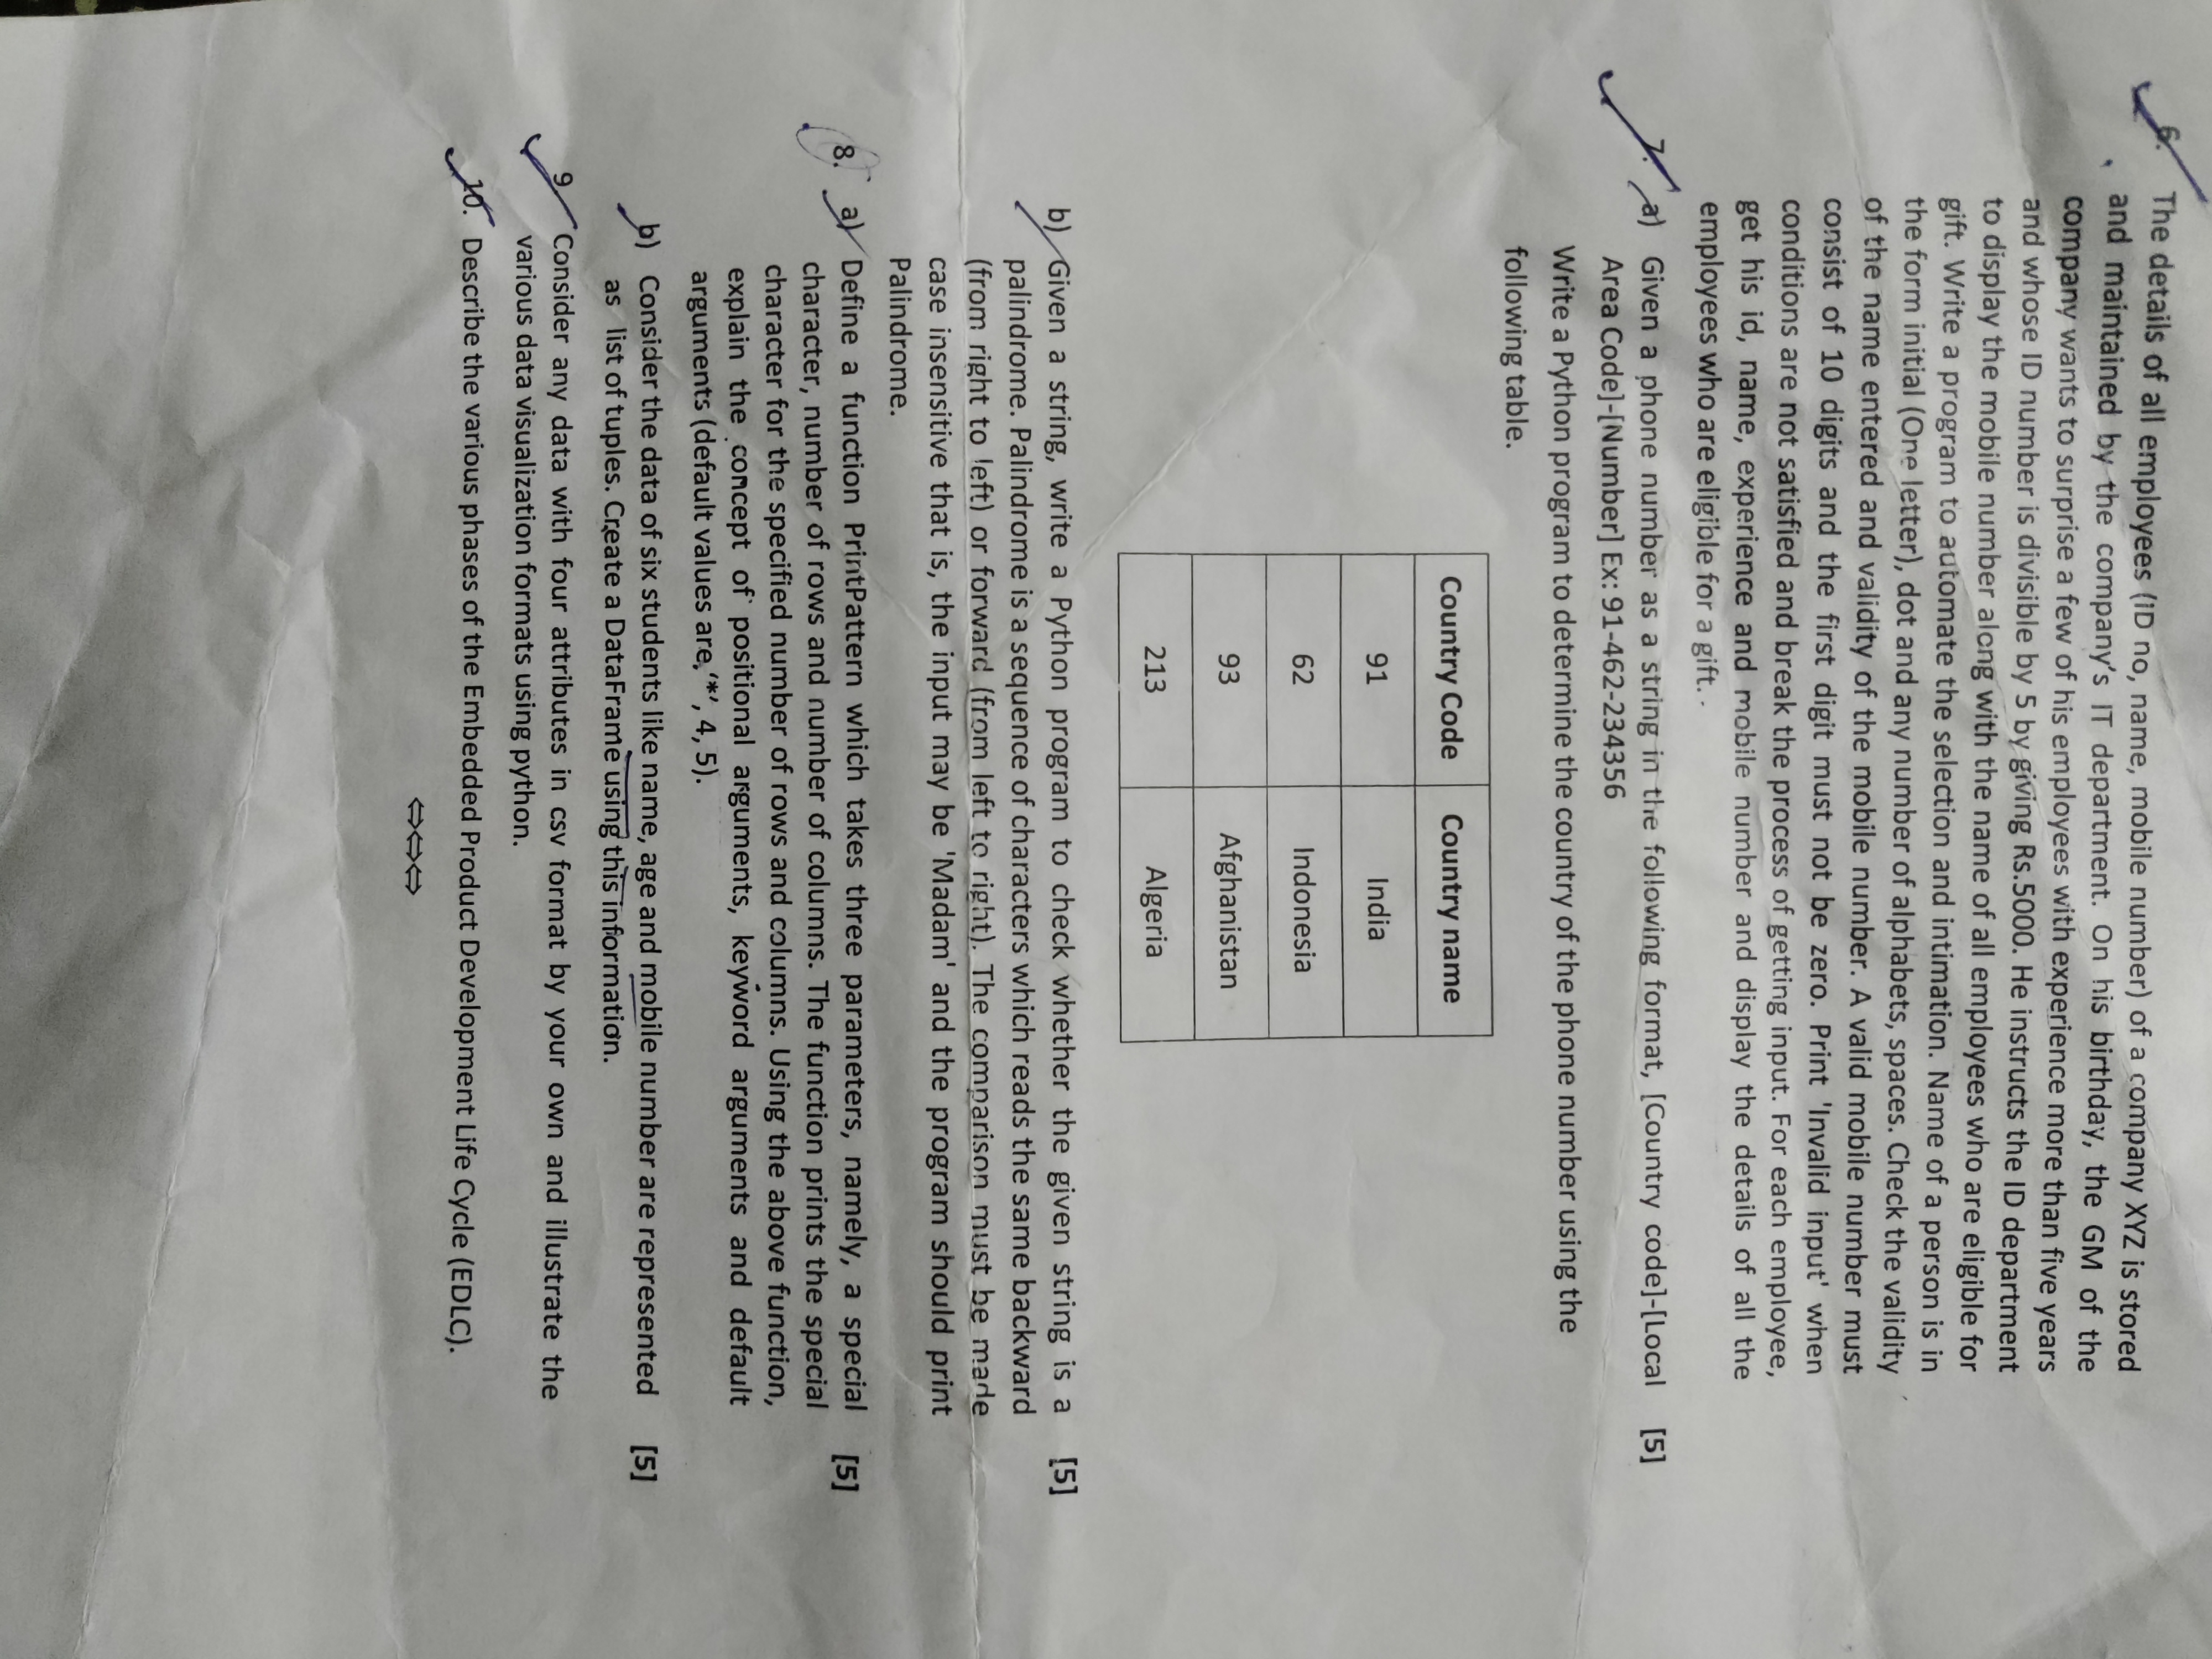 6. The details of all employees (ID no, name, mobile number) of a company XYZ is stored
and maintained by the company's IT department. On his birthday, the GM of the
company wants to surprise a few of his employees with experience more than five years
and whose ID number is divisible by 5 by giving Rs.5000. He instructs the ID department
to display the mobile number along with the name of all employees who are eligible for
gift. Write a program to automate the selection and intimation. Name of a person is in
the form initial (One letter), dot and any number of alphabets, spaces. Check the validity
of the name entered and validity of the mobile number. A valid mobile number must
consist of 10 digits and the first digit must not be zero. Print 'Invalid input' when
conditions are not satisfied and break the process of getting input. For each employee,
get his id, name, experience and mobile number and display the details of all the
employees who are eligible for a gift.
7. a) Given a phone number as a string in the following format, [Country code]-[Local [5]
Area Code]-[Number] Ex: 91-462-234356
Write a Python program to determine the country of the phone number using the
following table.
Country Code Country name
91 India
62 Indonesia
93 Afghanistan
213 Algeria
b) Given a string, write a Python program to check whether the given string is a [5]
palindrome. Palindrome is a sequence of characters which reads the same backward
(from right to left) or forward (from left to right). The comparison must be made
case insensitive that is, the input may be 'Madam' and the program should print
Palindrome.
8. a) Define a function PrintPattern which takes three parameters, namely, a special [5]
character, number of rows and number of columns. The function prints the special
character for the specified number of rows and columns. Using the above function,
explain the concept of positional arguments, keyword arguments and default
arguments (default values are, '*', 4, 5).
b) Consider the data of six students like name, age and mobile number are represented [5]
as list of tuples. Create a DataFrame using this information.
9. Consider any data with four attributes in csv format by your own and illustrate the
various data visualization formats using python.
10. Describe the various phases of the Embedded Product Development Life Cycle (EDLC).
⇔⇔⇔